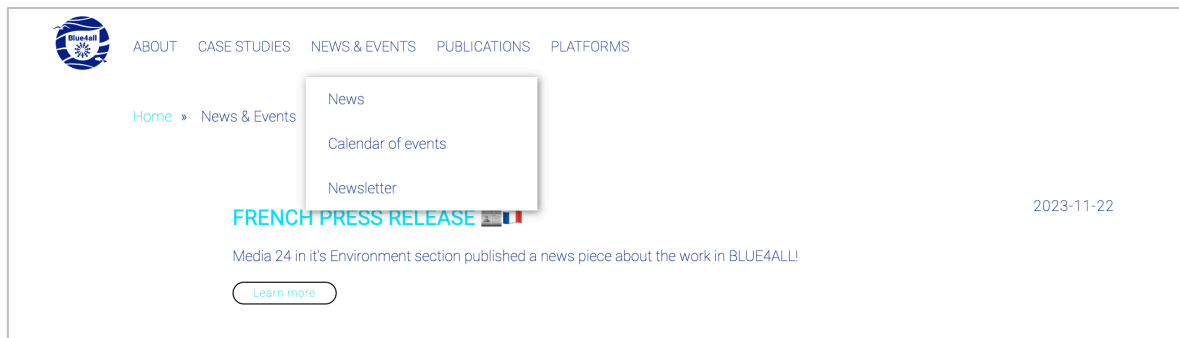 Blue4all
ABOUT CASE STUDIES NEWS & EVENTS PUBLICATIONS PLATFORMS
Home » News & Events
News
Calendar of events
Newsletter
2023-11-22
FRENCH PRESS RELEASE
Media 24 in it's Environment section published a news piece about the work in BLUE4ALL!
Learn more